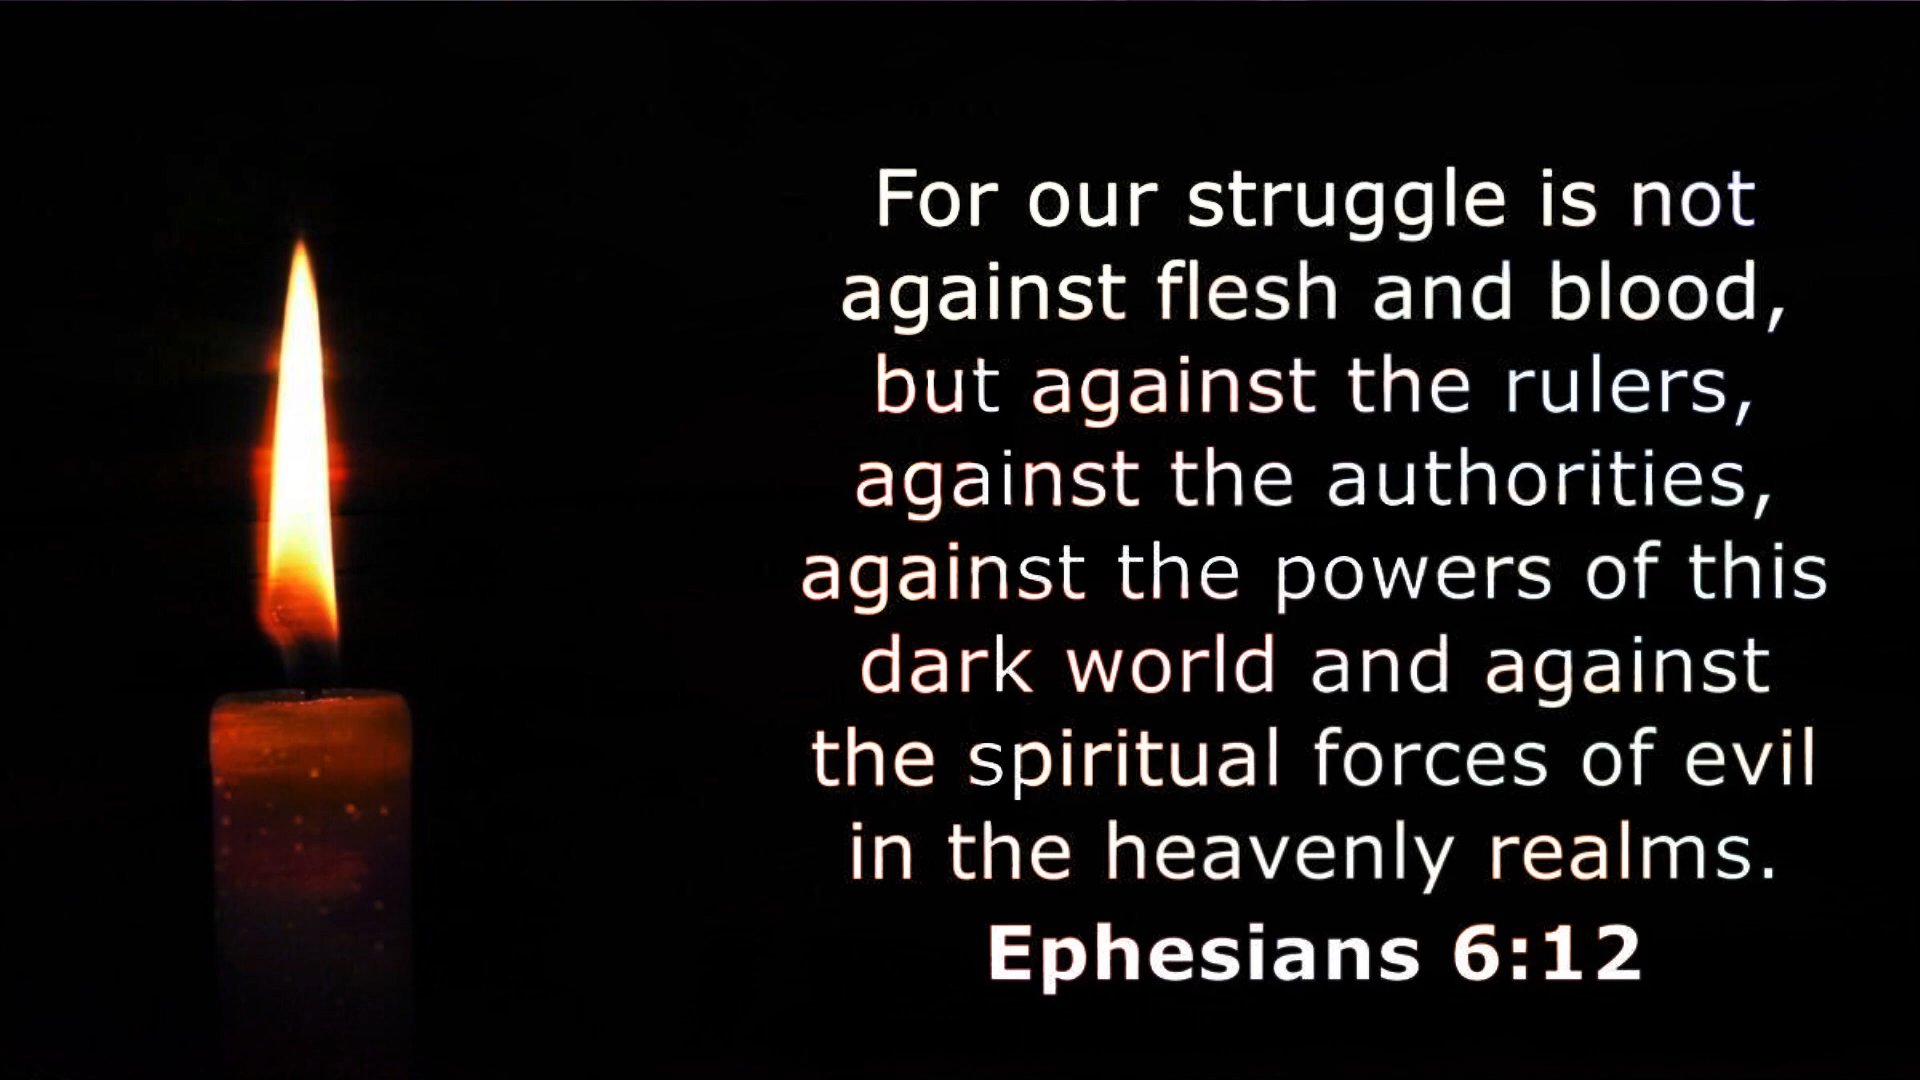 For our struggle is not
against flesh and blood,
but against the rulers,
against the authorities,
against the powers of this
dark world and against
the spiritual forces of evil
in the heavenly realms.
Ephesians 6:12